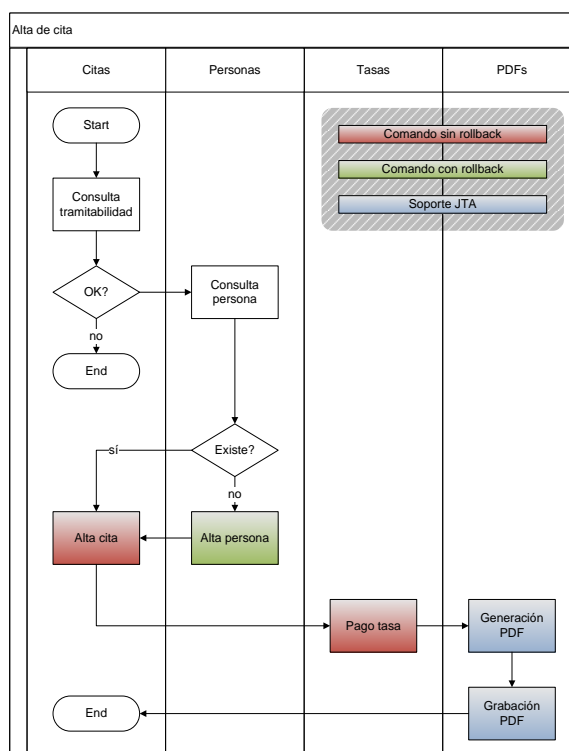 Alta de cita
Citas
Personas
Tasas
PDFs
Start
Comando sin rollback
Comando con rollback
Soporte JTA
Consulta
tramitabilidad
OK?
Consulta
persona
no
End
Existe?
sí
no
Alta cita
Alta persona
Pago tasa
Generación
PDF
Grabación
PDF
End